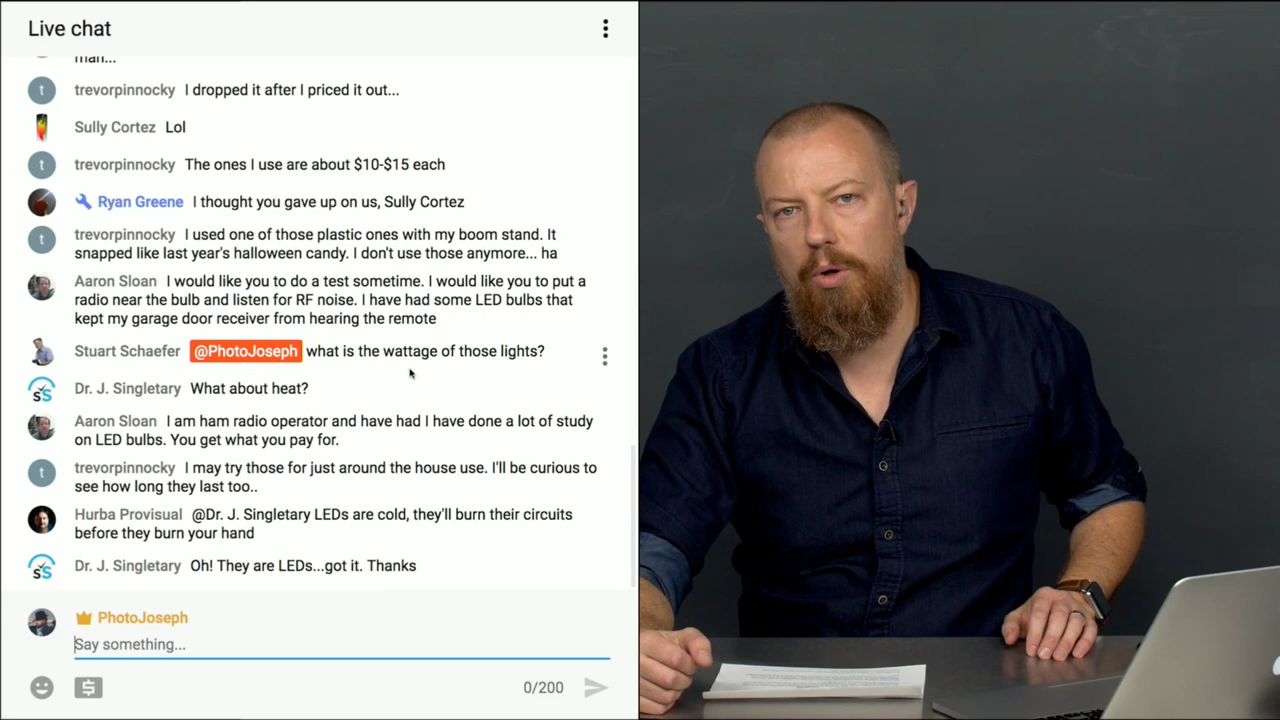 Live chat
man...
trevorpinnocky I dropped it after I priced it out...
Sully Cortez Lol
trevorpinnocky The ones I use are about $10-$15 each
Ryan Greene I thought you gave up on us, Sully Cortez
trevorpinnocky I used one of those plastic ones with my boom stand. It
snapped like last year's halloween candy. I don't use those anymore... ha
Aaron Sloan I would like you to do a test sometime. I would like you to put a
radio near the bulb and listen for RF noise. I have had some LED bulbs that
kept my garage door receiver from hearing the remote
Stuart Schaefer @PhotoJoseph what is the wattage of those lights?
Dr. J. Singletary What about heat?
Aaron Sloan I am ham radio operator and have had I have done a lot of study
on LED bulbs. You get what you pay for.
trevorpinnocky I may try those for just around the house use. I'll be curious to
see how long they last too..
Hurba Provisual @Dr. J. Singletary LEDs are cold, they'll burn their circuits
before they burn your hand
Dr. J. Singletary Oh! They are LEDs...got it. Thanks
PhotoJoseph
Say something...
0/200